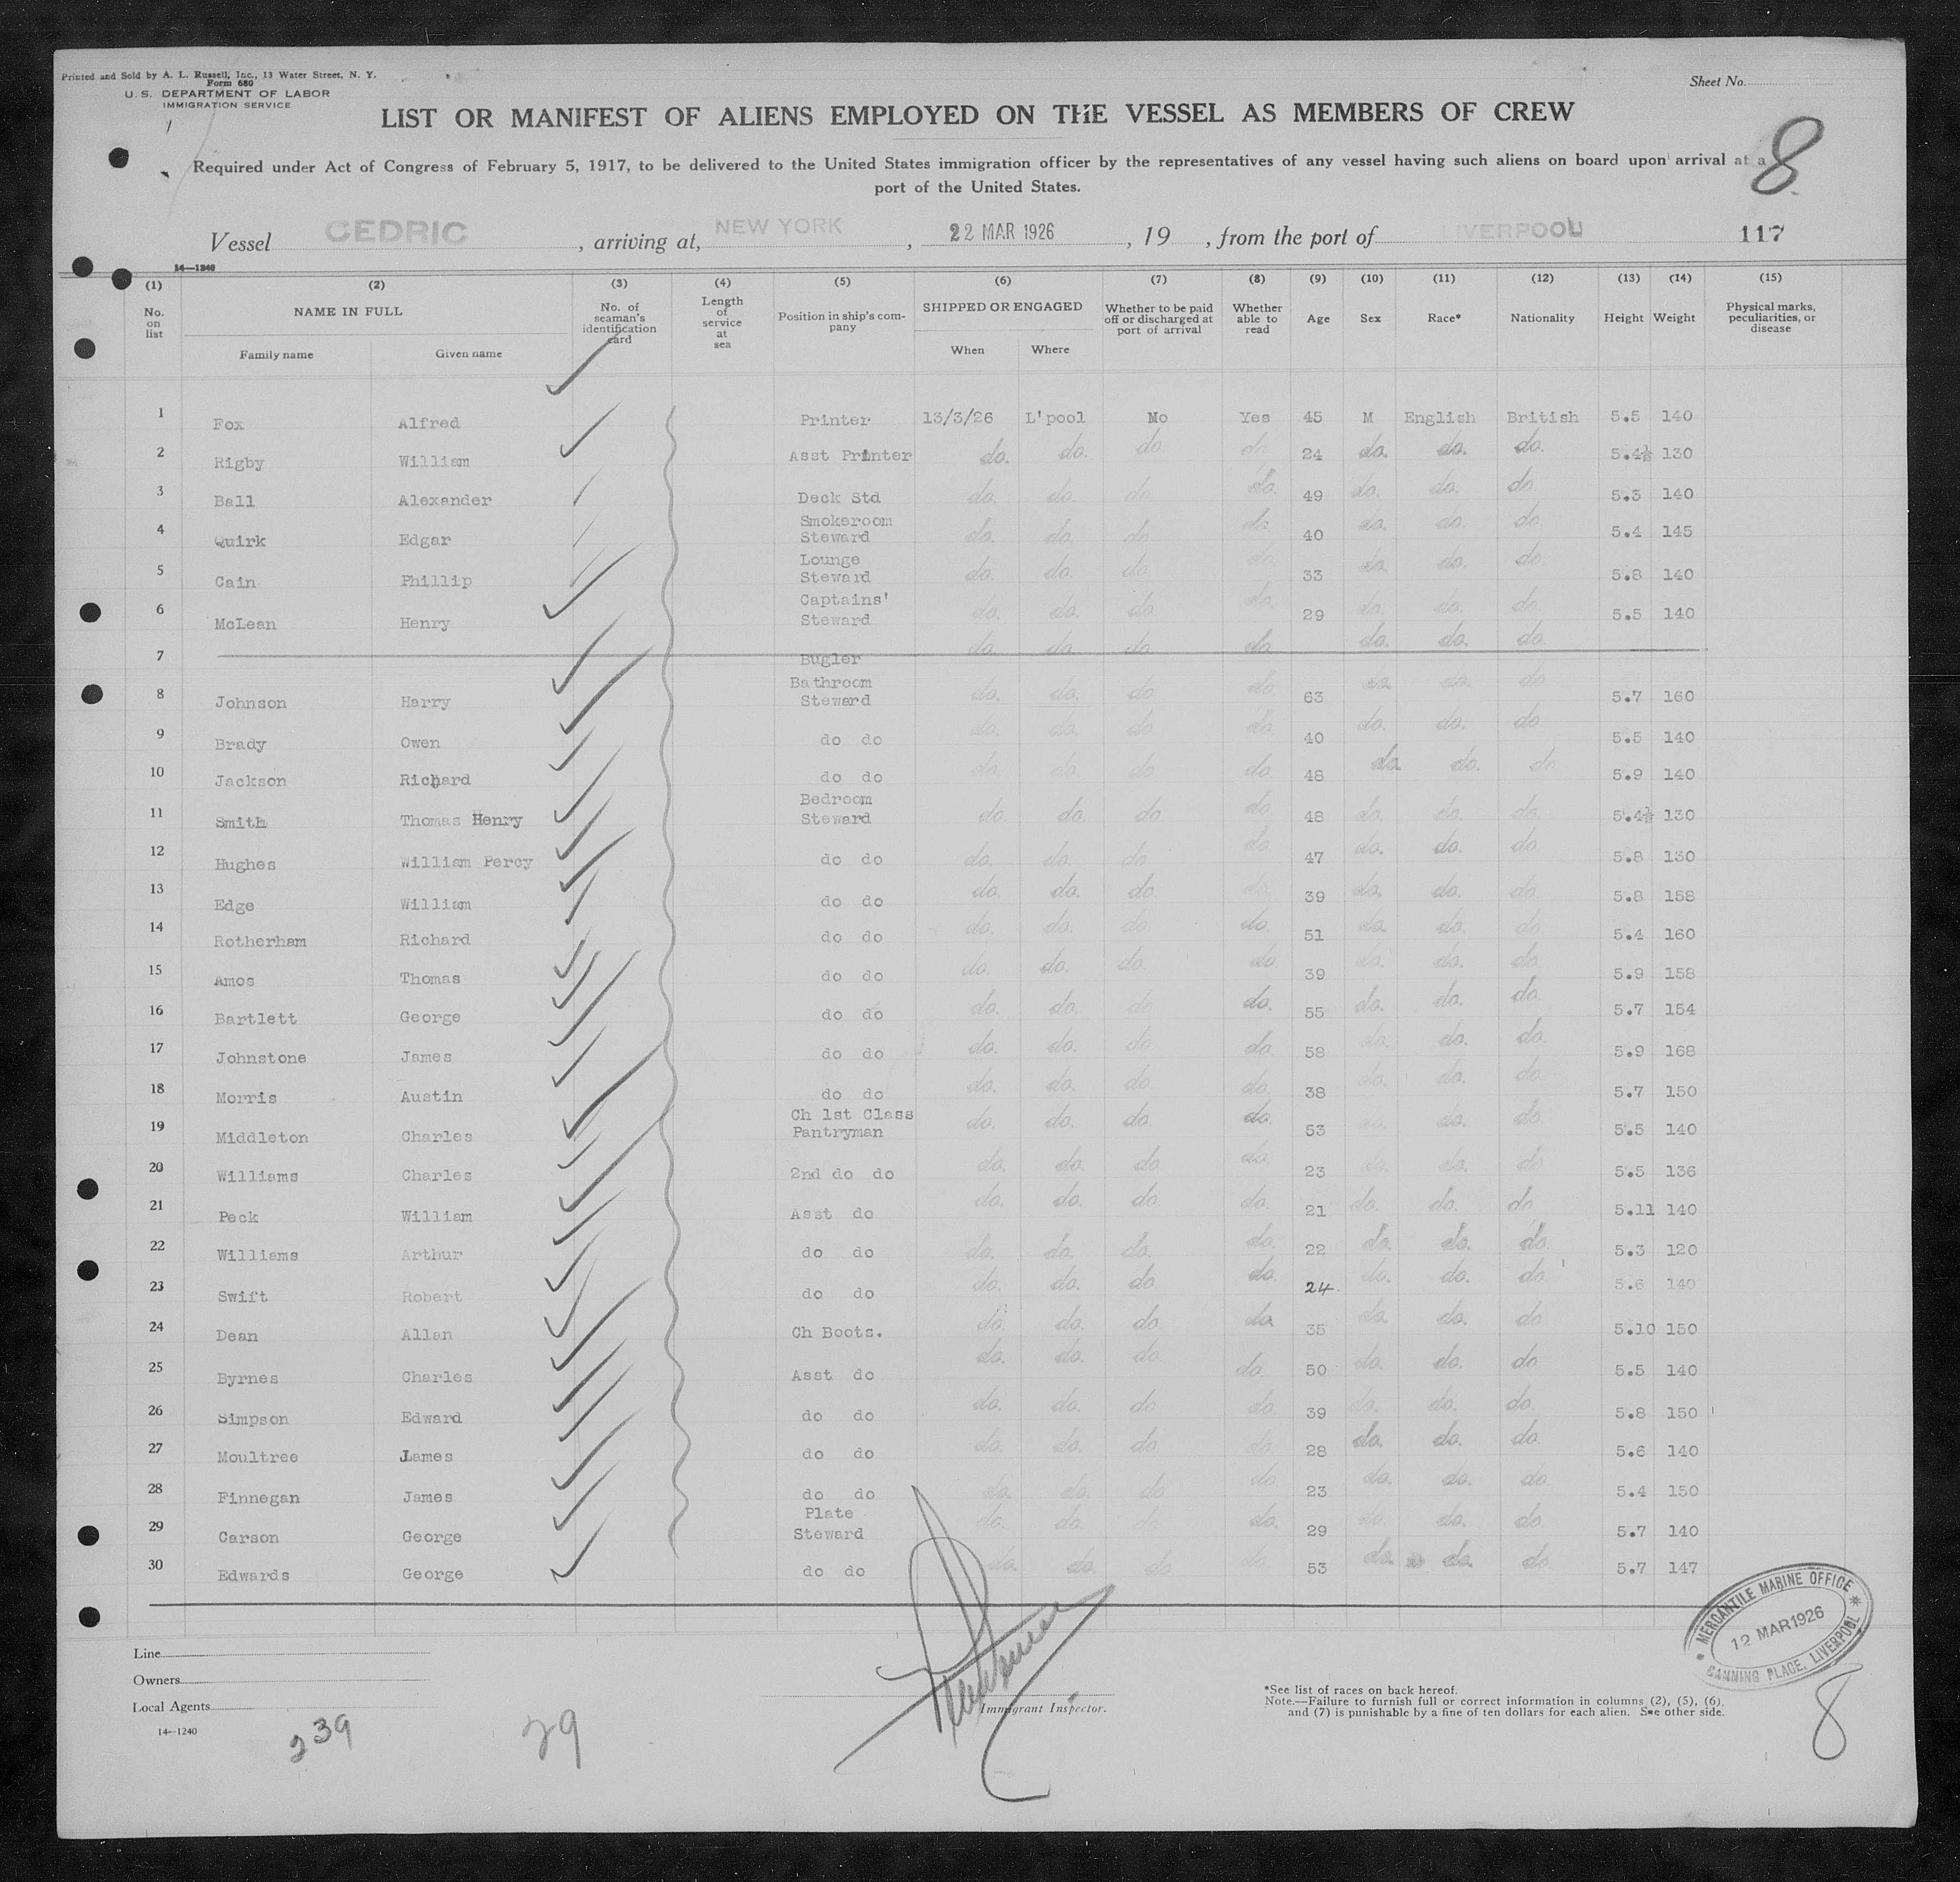 Printed and Sold by A. L. Russell, Inc., 13 Water Street, N. Y.
Form 680
U. S. DEPARTMENT OF LABOR
IMMIGRATION SERVICE
Sheet No.
LIST OR MANIFEST OF ALIENS EMPLOYED ON THE VESSEL AS MEMBERS OF CREW
8
Required under Act of Congress of February 5, 1917, to be delivered to the United States immigration officer by the representatives of any vessel having such aliens on board upon arrival at a
port of the United States.
Vessel CEDRIC, arriving at, NEW YORK, 22 MAR 1926, 19 , from the port of LIVERPOOL 117
14—1240
(1) (2) (3) (4) (5) (6) (7) (8) (9) (10) (11) (12) (13) (14) (15)
No. on list NAME IN FULL Family name Given name No. of seaman's identification card Length of service at sea Position in ship's company SHIPPED OR ENGAGED When Where Whether to be paid off or discharged at port of arrival Whether able to read Age Sex Race* Nationality Height Weight Physical marks, peculiarities, or disease
1 Fox Alfred Printer 13/3/26 L'pool No Yes 45 M English British 5.5 140
2 Rigby William Asst Printer do. do. do do. 24 do. do. do. 5.4½ 130
3 Ball Alexander Deck Std do. do. do do. 49 do. do. do 5.3 140
4 Quirk Edgar Smokeroom Steward do. do. do do. 40 do. do. do 5.4 145
5 Cain Phillip Lounge Steward do. do. do do. 33 do. do. do 5.8 140
6 McLean Henry Captains' Steward do. do. do do. 29 do. do. do 5.5 140
7 Bugler do. do. do do. do. do. do.
8 Johnson Harry Bathroom Steward do. do. do do. 63 do. do. do 5.7 160
9 Brady Owen do do do. do. do do. 40 do. do. do. 5.5 140
10 Jackson Richard do do do. do. do do 48 do. do. do 5.9 140
11 Smith Thomas Henry Bedroom Steward do. do. do. do 48 do. do. do 5.4½ 130
12 Hughes William Percy do do do. do. do do. 47 do. do. do 5.8 130
13 Edge William do do do. do. do do. 39 do. do. do 5.8 158
14 Rotherham Richard do do do. do. do do. 51 do. do. do 5.4 160
15 Amos Thomas do do do. do. do. do. 39 do. do. do 5.9 158
16 Bartlett George do do do. do. do do. 55 do. do. do 5.7 154
17 Johnstone James do do do. do. do do 58 do. do. do. 5.9 168
18 Morris Austin do do do. do. do do. 38 do. do. do 5.7 150
19 Middleton Charles Ch 1st Class Pantryman do. do. do. do. 53 do. do. do 5.5 140
20 Williams Charles 2nd do do do. do. do do. 23 do. do. do 5.5 136
21 Peck William Asst do do. do. do. do. 21 do. do. do 5.11 140
22 Williams Arthur do do do. do. do. do. 22 do. do. do. 5.3 120
23 Swift Robert do do do. do. do do. 24. do. do. do 5.6 140
24 Dean Allan Ch Boots. do. do. do do. 35 do. do. do 5.10 150
25 Byrnes Charles Asst do do. do. do do. 50 do. do. do 5.5 140
26 Simpson Edward do do do. do. do do. 39 do. do. do 5.8 150
27 Moultree James do do do. do. do do. 28 do. do. do. 5.6 140
28 Finnegan James do do do. do. do do. 23 do. do. do. 5.4 150
29 Carson George Plate Steward do. do. do do. 29 do. do. do. 5.7 140
30 Edwards George do do do. do. do do. 53 do. do. do 5.7 147
MERCANTILE MARINE OFFICE
12 MAR 1926
CANNING PLACE, LIVERPOOL
Line
Owners
Local Agents
14—1240
239
29
Immigrant Inspector.
*See list of races on back hereof.
Note.—Failure to furnish full or correct information in columns (2), (5), (6),
and (7) is punishable by a fine of ten dollars for each alien. See other side.
8